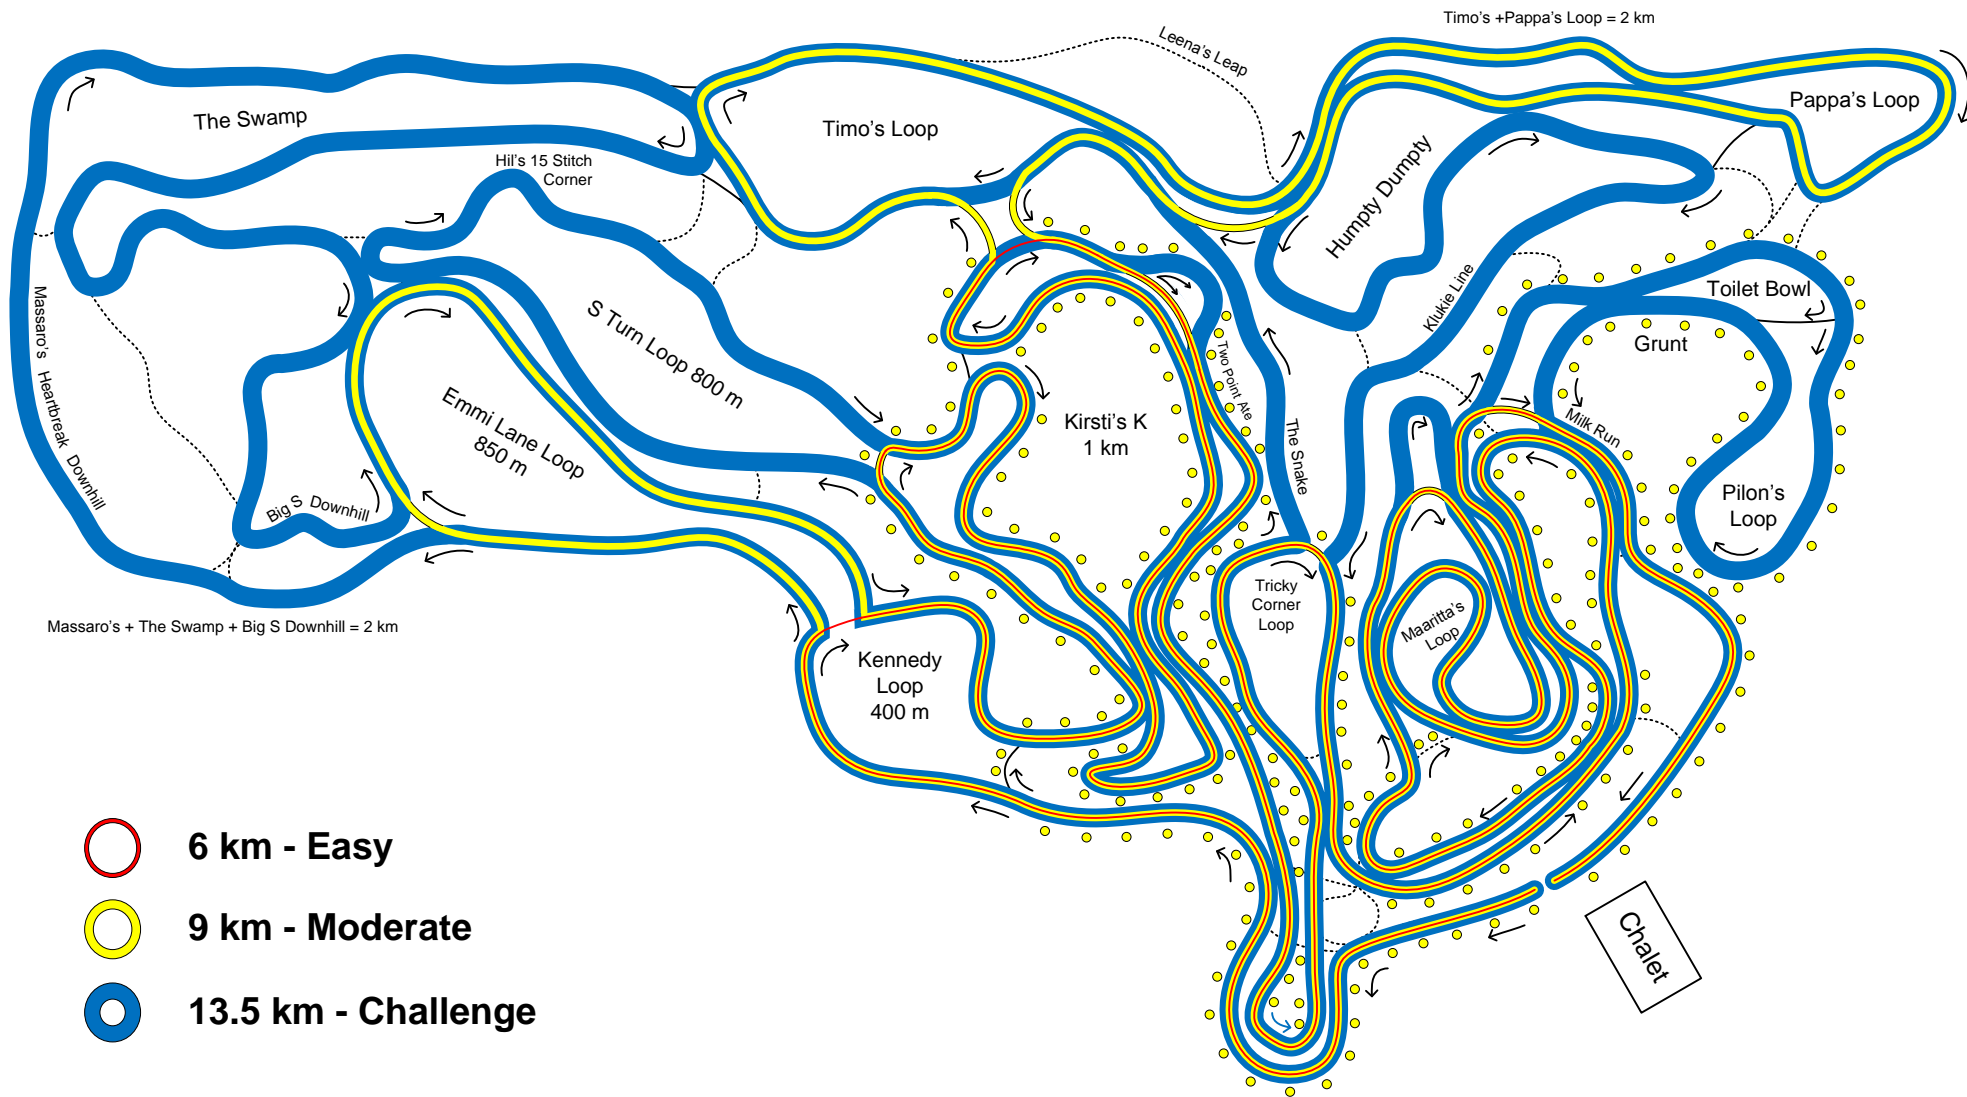 Timo's +Pappa's Loop = 2 km
Leena's Leap
The Swamp
Timo's Loop
Pappa's Loop
Hil's 15 Stitch
Corner
Humpty Dumpty
Massaro's Heartbreak Downhill
S Turn Loop 800 m
Klukie Line
Toilet Bowl
Grunt
Two Point Ate
Emmi Lane Loop
850 m
Kirsti's K
1 km
The Snake
Milk Run
Big S Downhill
Pilon's
Loop
Tricky
Corner
Loop
Maaritta's
Loop
Massaro's + The Swamp + Big S Downhill = 2 km
Kennedy
Loop
400 m
6 km - Easy
9 km - Moderate
13.5 km - Challenge
Chalet